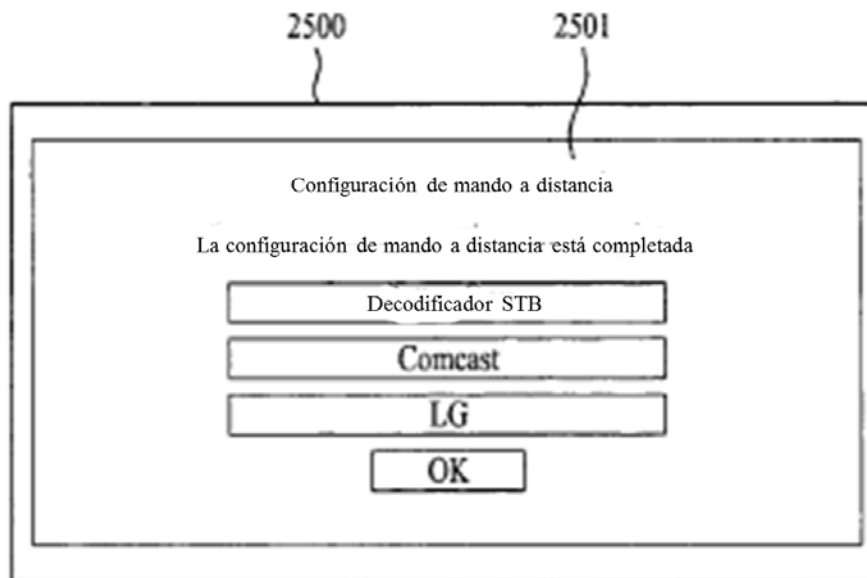 2500 2501
Configuración de mando a distancia
La configuración de mando a distancia está completada
Decodificador STB
Comcast
LG
OK